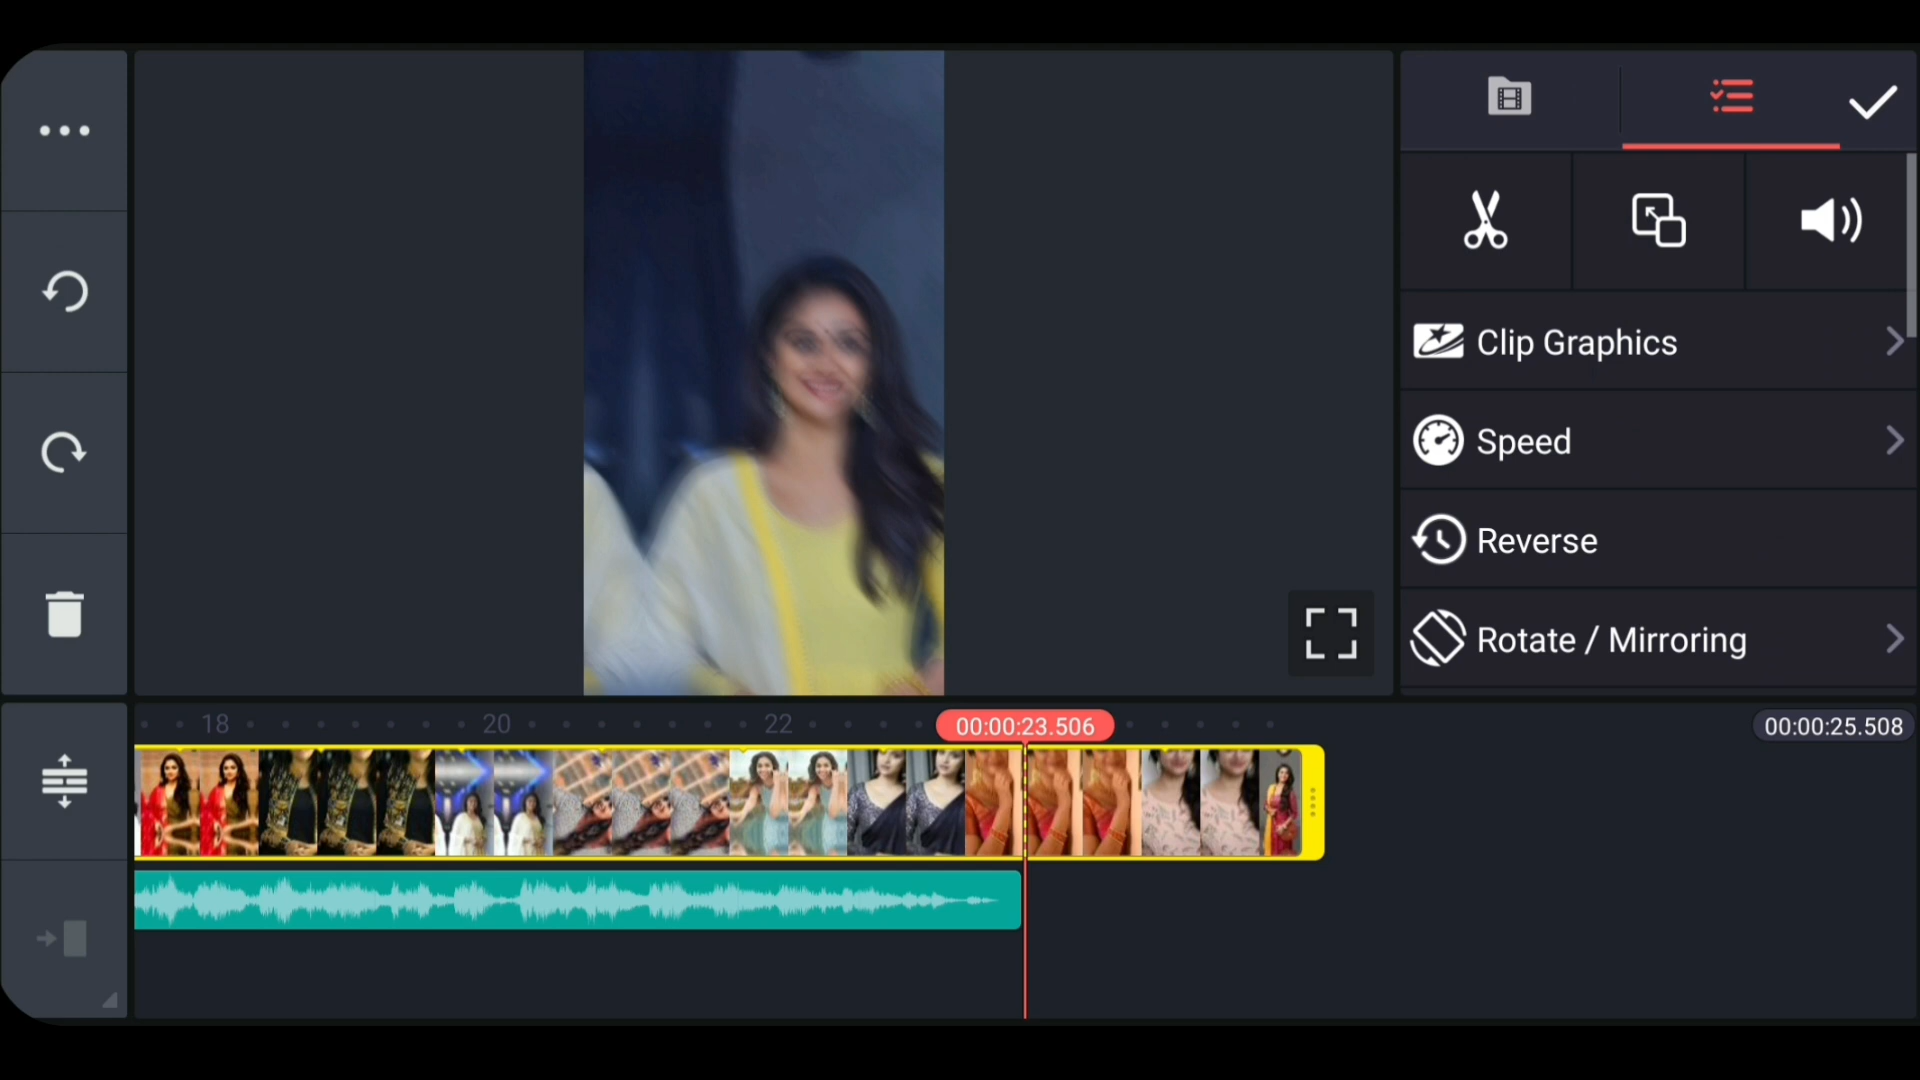 Clip Graphics
Speed
Reverse
Rotate / Mirroring
18
20
22
00:00:23.506
00:00:25.508